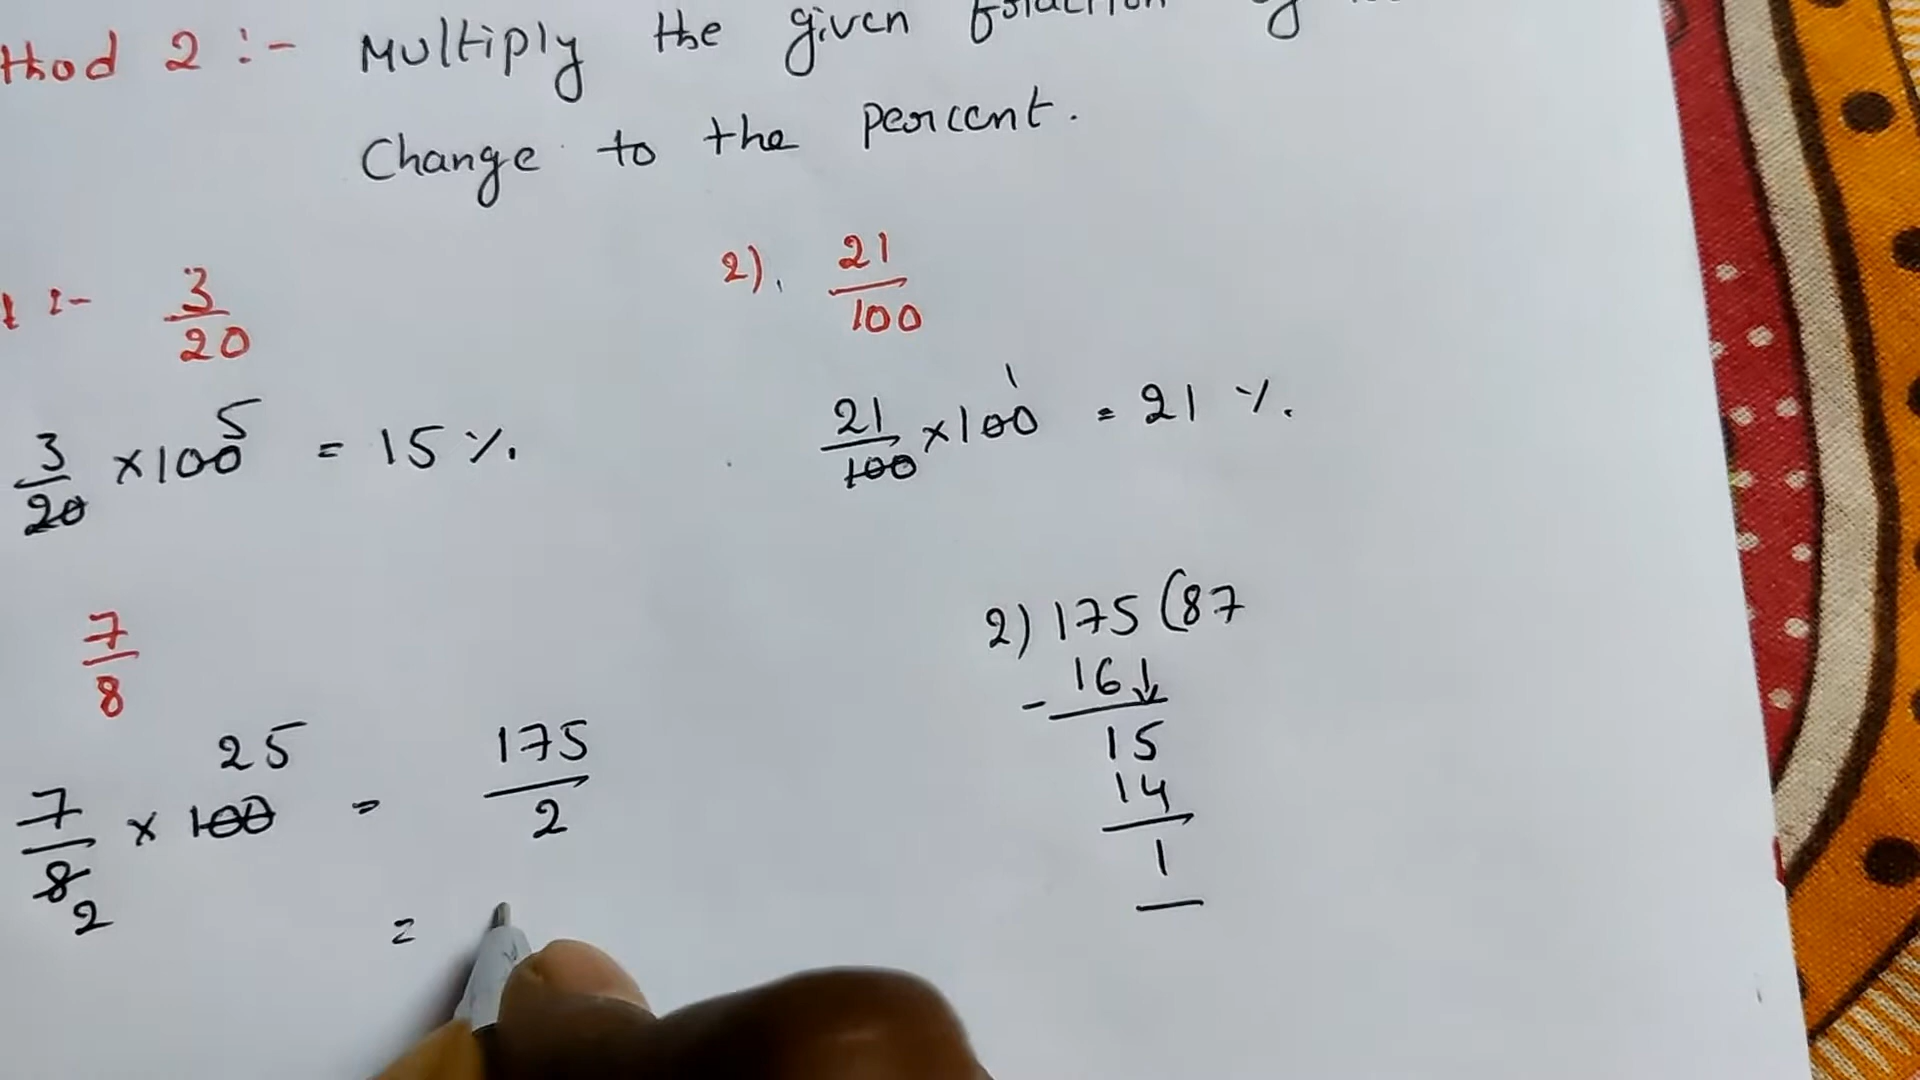 thod 2 :- Multiply the given
Change to the percent.
:- 3/20
2). 21/100
3/20 ×100 5 = 15 %.
21/100 ×100 1 = 21 %.
7/8
7/8 2 × 100 25 = 175/2
=
2) 175 (87
- 16↓
15
14
1